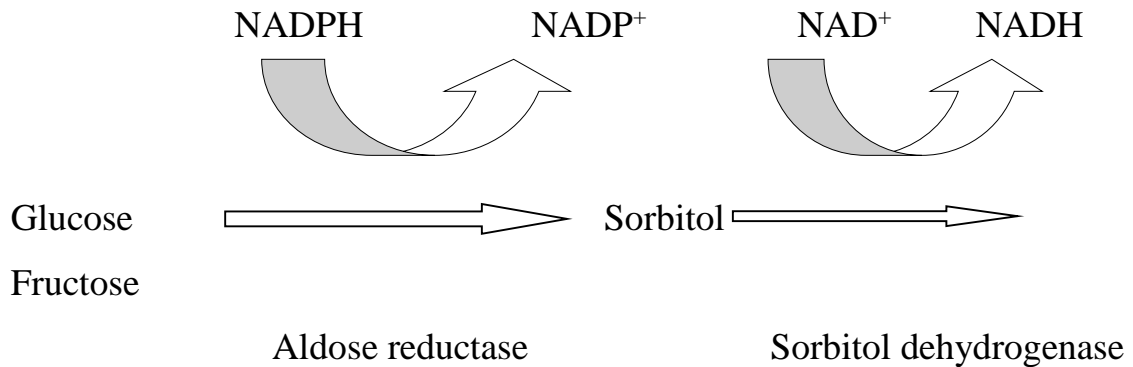 NADPH NADP⁺ NAD⁺ NADH
Glucose Sorbitol
Fructose
Aldose reductase Sorbitol dehydrogenase